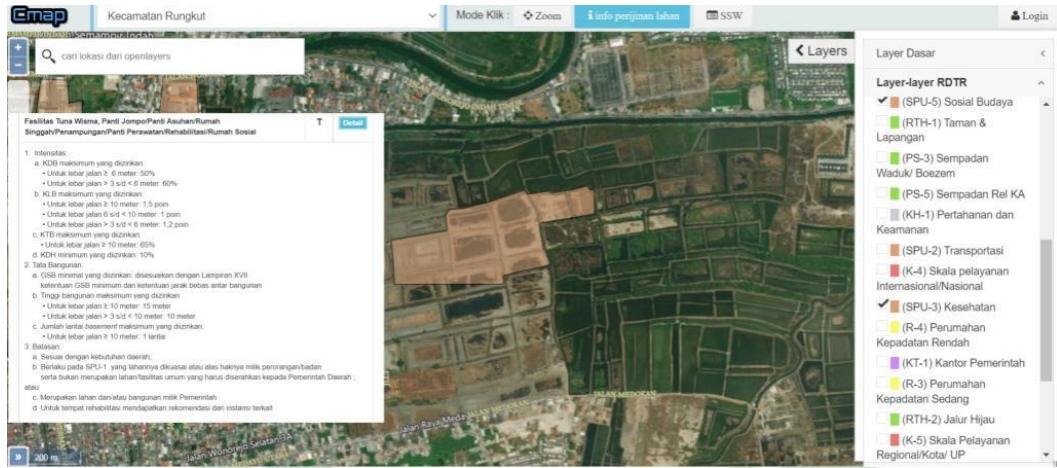 Cmap
Kecamatan Rungkut
Mode Klik :
Zoom
i info perijinan lahan
SSW
Login
+
−
cari lokasi dari openlayers
Layers
Layer Dasar
Layer-layer RDTR
(SPU-5) Sosial Budaya
(RTH-1) Taman &
Lapangan
(PS-3) Sempadan
Waduk/ Boezem
(PS-5) Sempadan Rel KA
(KH-1) Pertahanan dan
Keamanan
(SPU-2) Transportasi
(K-4) Skala pelayanan
Internasional/Nasional
(SPU-3) Kesehatan
(R-4) Perumahan
Kepadatan Rendah
(KT-1) Kantor Pemerintah
(R-3) Perumahan
Kepadatan Sedang
(RTH-2) Jalur Hijau
(K-5) Skala Pelayanan
Regional/Kota/ UP
Fasilitas Tuna Wisma, Panti Jompo/Panti Asuhan/Rumah
Singgah/Penampungan/Panti Perawatan/Rehabilitasi/Rumah Sosial
T
Detail
1. Intensitas:
a. KDB maksimum yang diizinkan:
• Untuk lebar jalan ≥ 6 meter: 50%
• Untuk lebar jalan > 3 s/d < 6 meter: 60%
b. KLB maksimum yang diizinkan:
• Untuk lebar jalan ≥ 10 meter: 1,5 poin
• Untuk lebar jalan 6 s/d < 10 meter: 1 poin
• Untuk lebar jalan > 3 s/d < 6 meter: 1,2 poin
c. KTB maksimum yang diizinkan:
• Untuk lebar jalan ≥ 10 meter: 65%
d. KDH minimum yang diizinkan: 10%
2. Tata Bangunan:
a. GSB minimal yang diizinkan: disesuaikan dengan Lampiran XVII
ketentuan GSB minimum dan ketentuan jarak bebas antar bangunan
b. Tinggi bangunan maksimum yang diizinkan:
• Untuk lebar jalan ≥ 10 meter: 15 meter
• Untuk lebar jalan > 3 s/d < 10 meter: 10 meter
c. Jumlah lantai basement maksimum yang diizinkan:
• Untuk lebar jalan ≥ 10 meter: 1 lantai
3. Batasan:
a. Sesuai dengan kebutuhan daerah;
b. Berlaku pada SPU-1 yang lahannya dikuasai atau alas haknya milik perorangan/badan
serta bukan merupakan lahan/fasilitas umum yang harus diserahkan kepada Pemerintah Daerah ;
atau
c. Merupakan lahan dan/atau bangunan milik Pemerintah
d. Untuk tempat rehabilitasi mendapatkan rekomendasi dari instansi terkait
Jalan Raya Meda
JALAN MEDOKAN
Jalan Wonorejo Selatan 3A
»
200 m